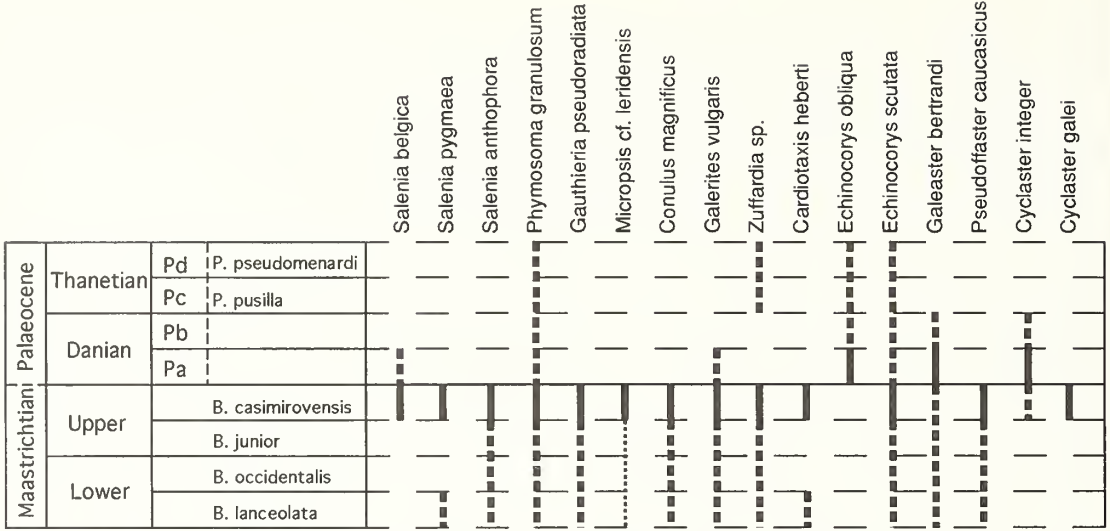 Salenia belgica
Salenia pygmaea
Salenia anthophora
Phymosoma granulosum
Gauthieria pseudoradiata
Micropsis cf. leridensis
Conulus magnificus
Galerites vulgaris
Zuffardia sp.
Cardiotaxis heberti
Echinocorys obliqua
Echinocorys scutata
Galeaster bertrandi
Pseudoffaster caucasicus
Cyclaster integer
Cyclaster galei
Palaeocene
Thanetian
Pd P. pseudomenardi
Pc P. pusilla
Danian
Pb
Pa
Maastrichtian
Upper
B. casimirovensis
B. junior
Lower
B. occidentalis
B. lanceolata